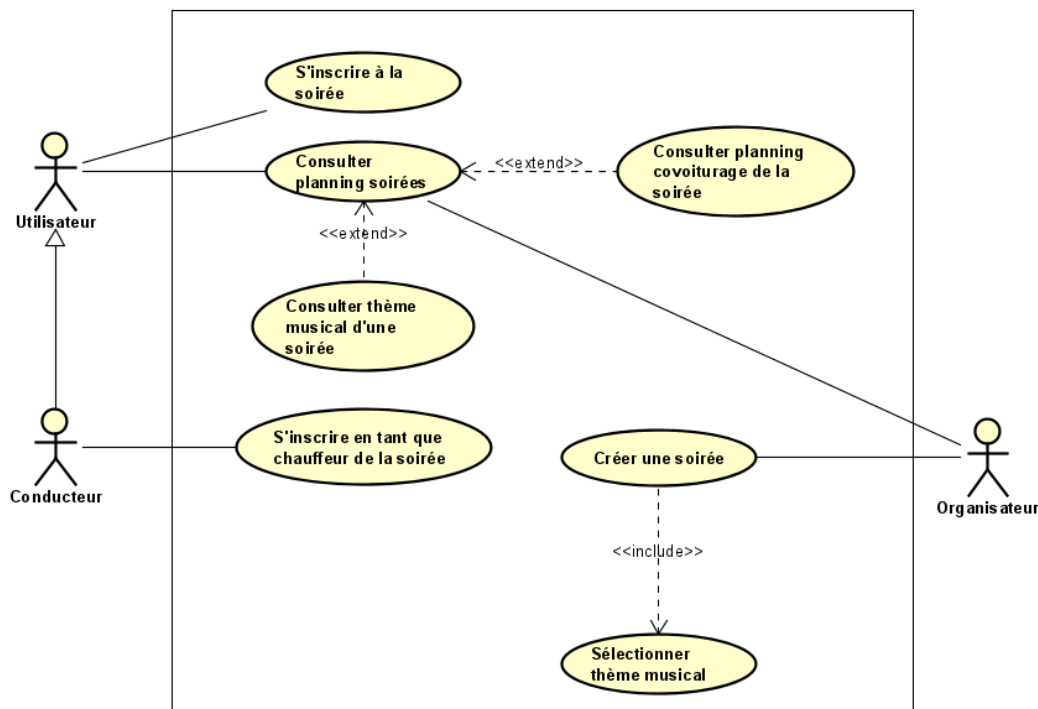 S'inscrire à la
soirée
Consulter
planning soirées
<<extend>>
Consulter planning
covoiturage de la
soirée
Utilisateur
<<extend>>
Consulter thème
musical d'une
soirée
S'inscrire en tant que
chauffeur de la soirée
Créer une soirée
Conducteur
Organisateur
<<include>>
Sélectionner
thème musical